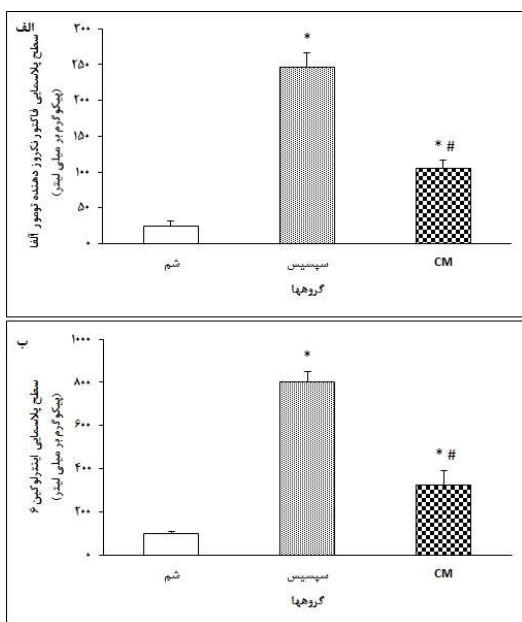 الف
سطح پلاسمایی فاکتور نکروز دهنده تومور آلفا
(پیکوگرم بر میلی لیتر)
۳۰۰
۲۵۰
۲۰۰
۱۵۰
۱۰۰
۵۰
۰
*
* #
شم
سپسیس
CM
گروهها
ب
سطح پلاسمایی اینترلوکین ۶
(پیکوگرم بر میلی لیتر)
۱۰۰۰
۸۰۰
۶۰۰
۴۰۰
۲۰۰
۰
*
* #
شم
سپسیس
CM
گروهها